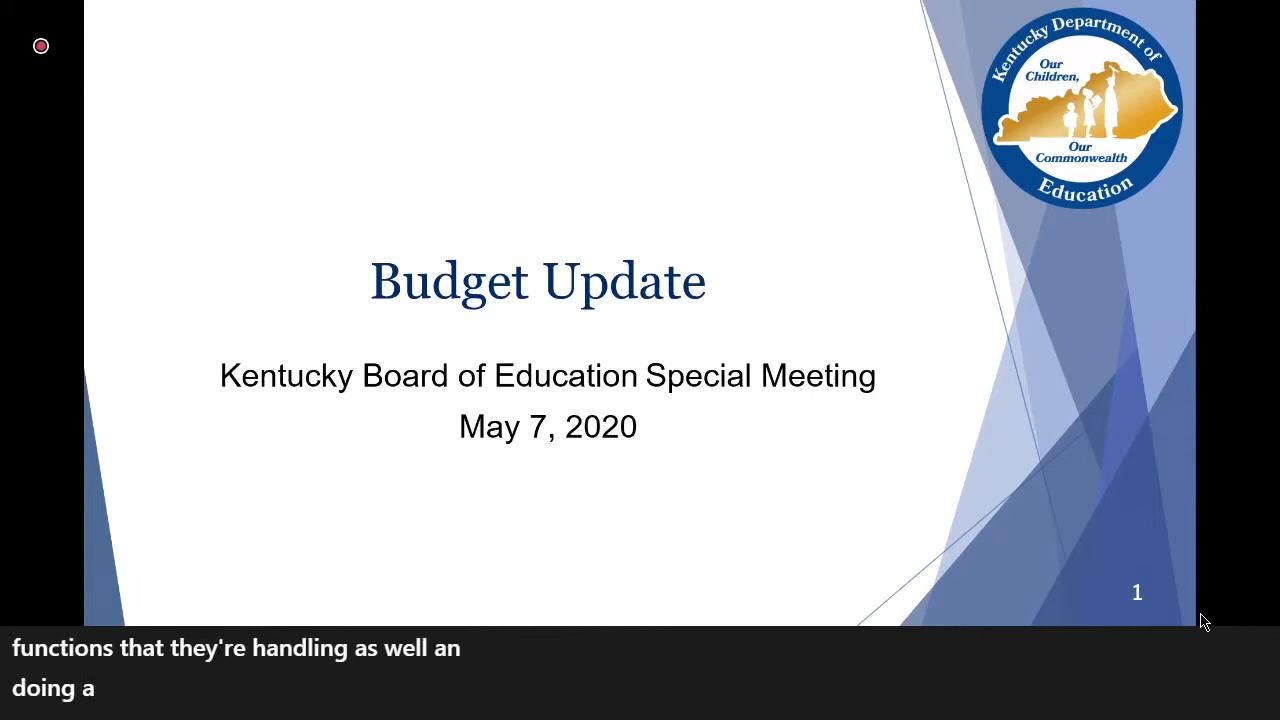 Kentucky Department of
Our
Children,
Our
Commonwealth
Education
Budget Update
Kentucky Board of Education Special Meeting
May 7, 2020
1
functions that they're handling as well an
doing a